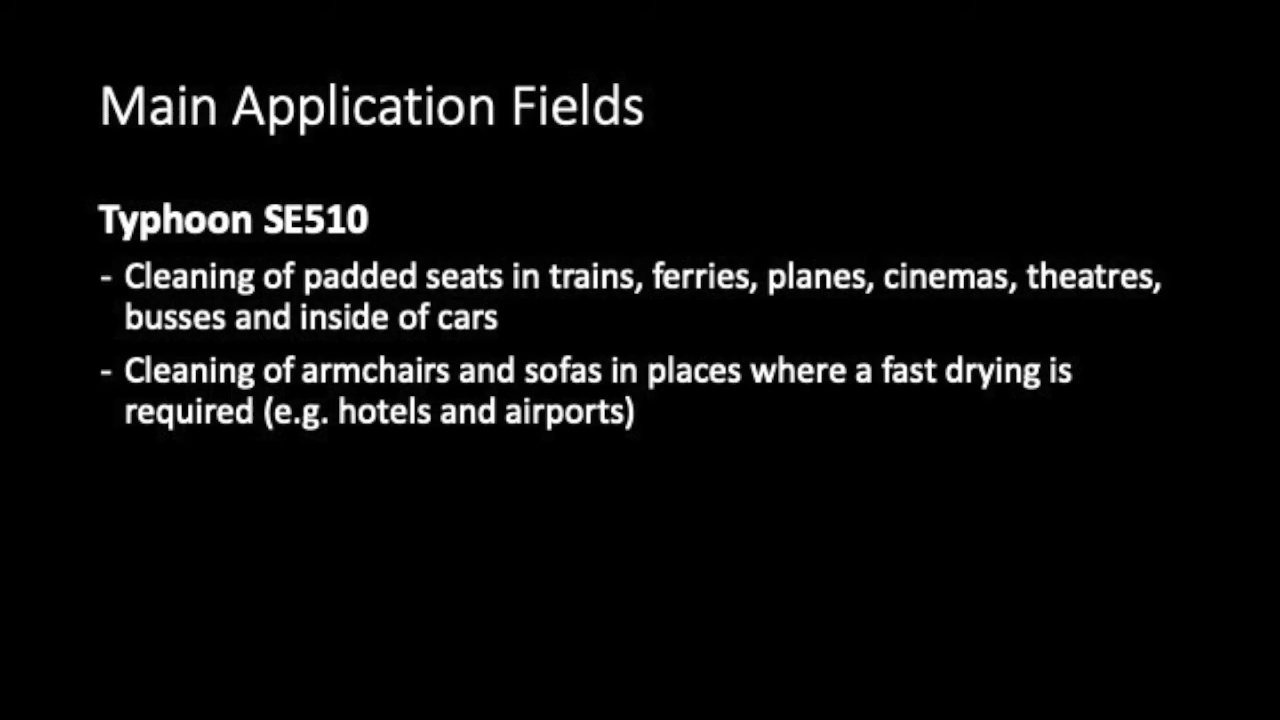 Main Application Fields
Typhoon SE510
- Cleaning of padded seats in trains, ferries, planes, cinemas, theatres,
busses and inside of cars
- Cleaning of armchairs and sofas in places where a fast drying is
required (e.g. hotels and airports)